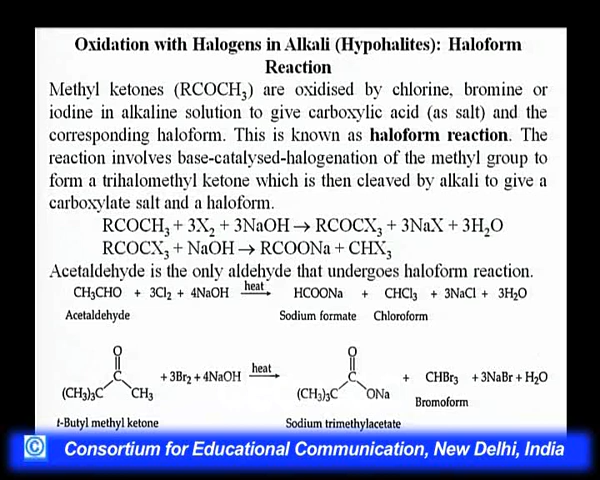 Oxidation with Halogens in Alkali (Hypohalites): Haloform
Reaction
Methyl ketones (RCOCH₃) are oxidised by chlorine, bromine or
iodine in alkaline solution to give carboxylic acid (as salt) and the
corresponding haloform. This is known as haloform reaction. The
reaction involves base-catalysed-halogenation of the methyl group to
form a trihalomethyl ketone which is then cleaved by alkali to give a
carboxylate salt and a haloform.
RCOCH₃ + 3X₂ + 3NaOH → RCOCX₃ + 3NaX + 3H₂O
RCOCX₃ + NaOH → RCOONa + CHX₃
Acetaldehyde is the only aldehyde that undergoes haloform reaction.
CH₃CHO + 3Cl₂ + 4NaOH heat → HCOONa + CHCl₃ + 3NaCl + 3H₂O
Acetaldehyde Sodium formate Chloroform
O O
C + 3Br₂ + 4NaOH heat → C + CHBr₃ + 3NaBr + H₂O
(CH₃)₃C CH₃ (CH₃)₃C ONa Bromoform
t-Butyl methyl ketone Sodium trimethylacetate
© Consortium for Educational Communication, New Delhi, India